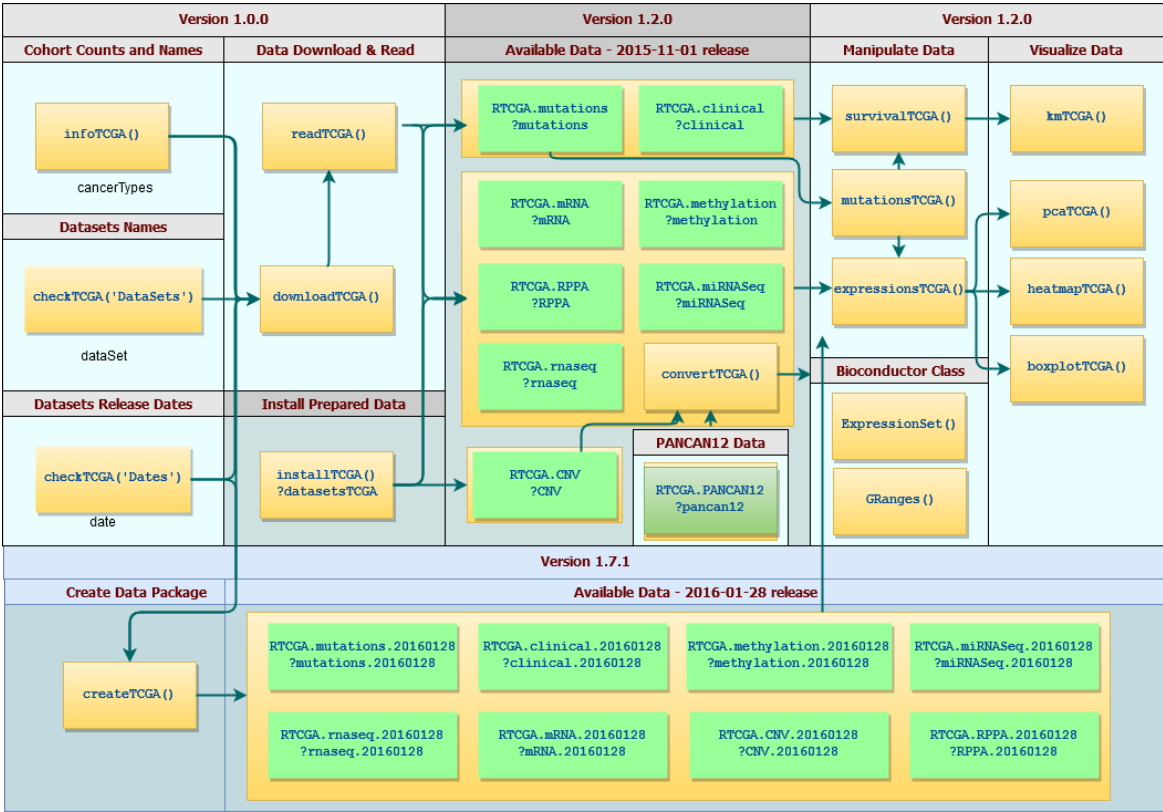 Version 1.0.0
Version 1.2.0
Version 1.2.0
Cohort Counts and Names
Data Download & Read
Available Data - 2015-11-01 release
Manipulate Data
Visualize Data
infoTCGA()
cancerTypes
readTCGA()
RTCGA.mutations
?mutations
RTCGA.clinical
?clinical
survivalTCGA()
kmTCGA()
Datasets Names
checkTCGA('DataSets')
dataSet
downloadTCGA()
RTCGA.mRNA
?mRNA
RTCGA.methylation
?methylation
mutationsTCGA()
pcaTCGA()
RTCGA.RPPA
?RPPA
RTCGA.miRNASeq
?miRNASeq
expressionsTCGA()
heatmapTCGA()
RTCGA.rnaseq
?rnaseq
convertTCGA()
Bioconductor Class
boxplotTCGA()
Datasets Release Dates
Install Prepared Data
ExpressionSet()
checkTCGA('Dates')
date
installTCGA()
?datasetsTCGA
RTCGA.CNV
?CNV
PANCAN12 Data
RTCGA.PANCAN12
?pancan12
GRanges()
Version 1.7.1
Create Data Package
Available Data - 2016-01-28 release
createTCGA()
RTCGA.mutations.20160128
?mutations.20160128
RTCGA.clinical.20160128
?clinical.20160128
RTCGA.methylation.20160128
?methylation.20160128
RTCGA.miRNASeq.20160128
?miRNASeq.20160128
RTCGA.rnaseq.20160128
?rnaseq.20160128
RTCGA.mRNA.20160128
?mRNA.20160128
RTCGA.CNV.20160128
?CNV.20160128
RTCGA.RPPA.20160128
?RPPA.20160128